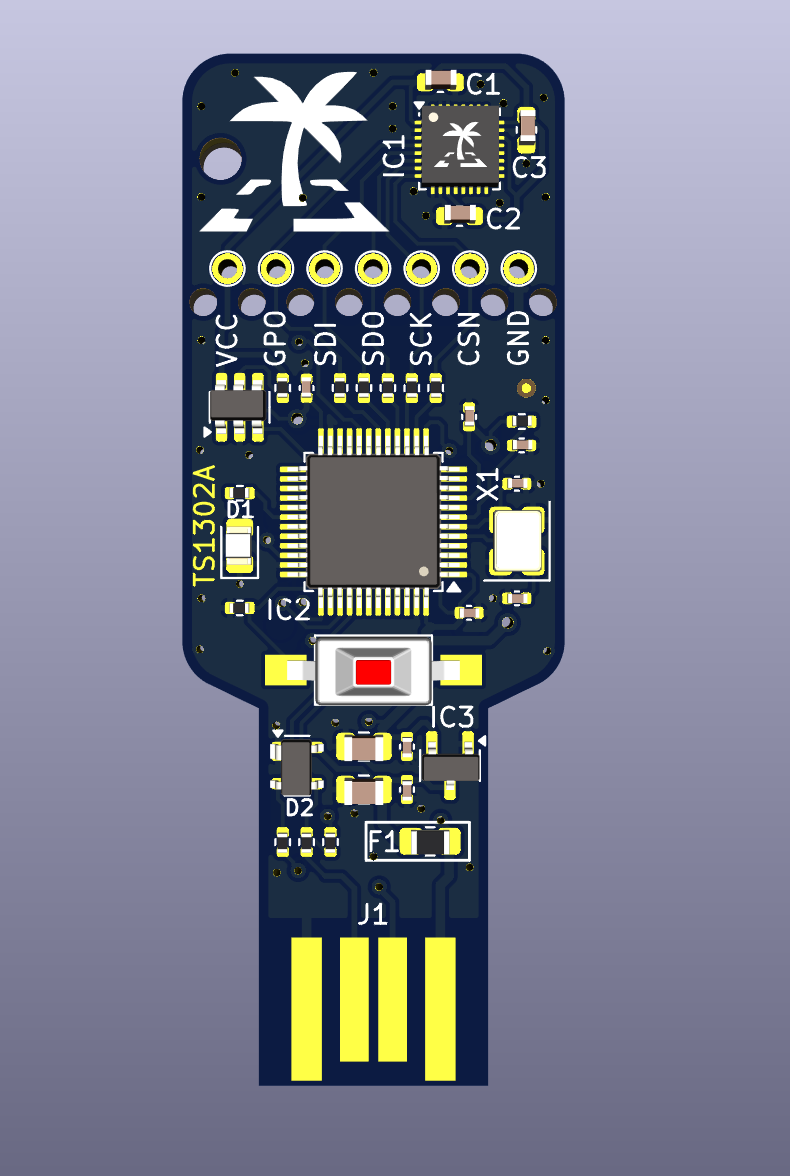 C1
IC1
C3
C2
VCC
GPO
SDI
SDO
SCK
CSN
GND
TS1302A
D1
X1
IC2
IC3
D2
F1
J1